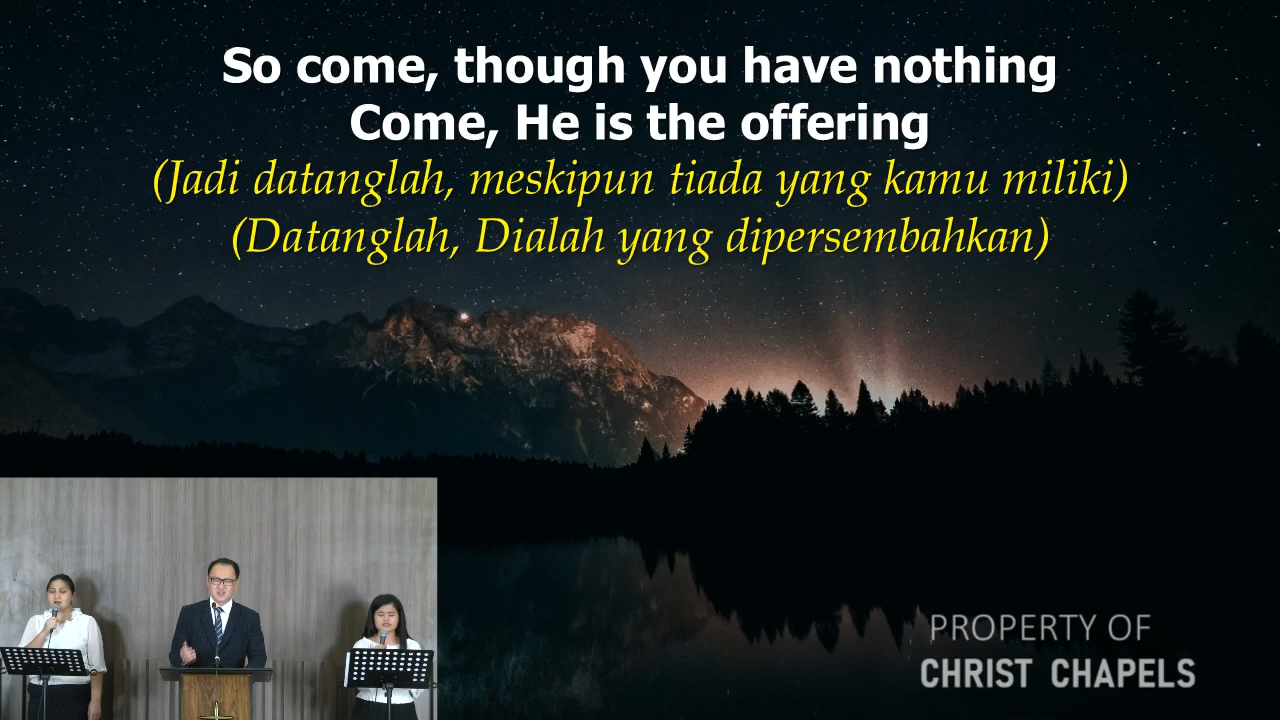 So come, though you have nothing
Come, He is the offering
(Jadi datanglah, meskipun tiada yang kamu miliki)
(Datanglah, Dialah yang dipersembahkan)
PROPERTY OF
CHRIST CHAPELS